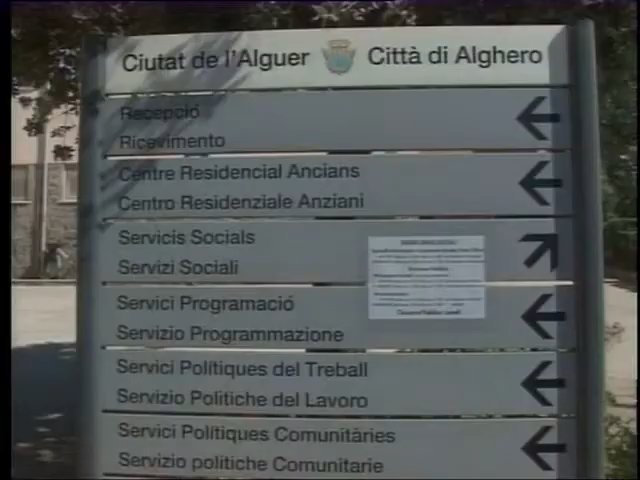 Ciutat de l'Alguer Città di Alghero
Recepció
Ricevimento
Centre Residencial Ancians
Centro Residenziale Anziani
Servicis Socials
Servizi Sociali
Servici Programació
Servizio Programmazione
Servici Polítiques del Treball
Servizio Politiche del Lavoro
Servici Polítiques Comunitàries
Servizio politiche Comunitarie